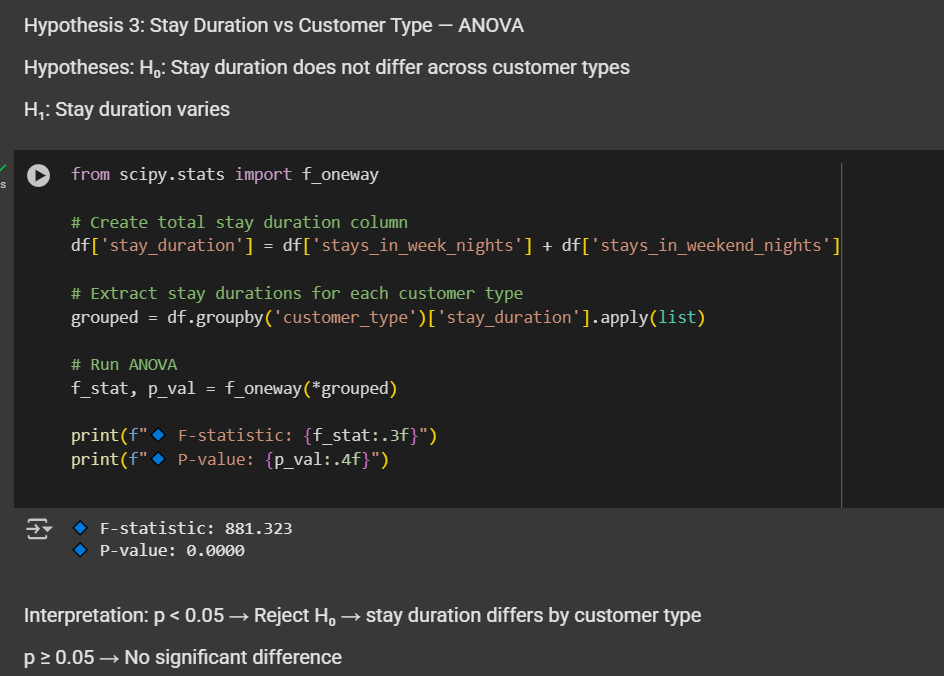 Hypothesis 3: Stay Duration vs Customer Type — ANOVA
Hypotheses: H₀: Stay duration does not differ across customer types
H₁: Stay duration varies
s
from scipy.stats import f_oneway
# Create total stay duration column
df['stay_duration'] = df['stays_in_week_nights'] + df['stays_in_weekend_nights']
# Extract stay durations for each customer type
grouped = df.groupby('customer_type')['stay_duration'].apply(list)
# Run ANOVA
f_stat, p_val = f_oneway(*grouped)
print(f"🔹 F-statistic: {f_stat:.3f}")
print(f"🔹 P-value: {p_val:.4f}")
🔹 F-statistic: 881.323
🔹 P-value: 0.0000
Interpretation: p < 0.05 → Reject H₀ → stay duration differs by customer type
p ≥ 0.05 → No significant difference